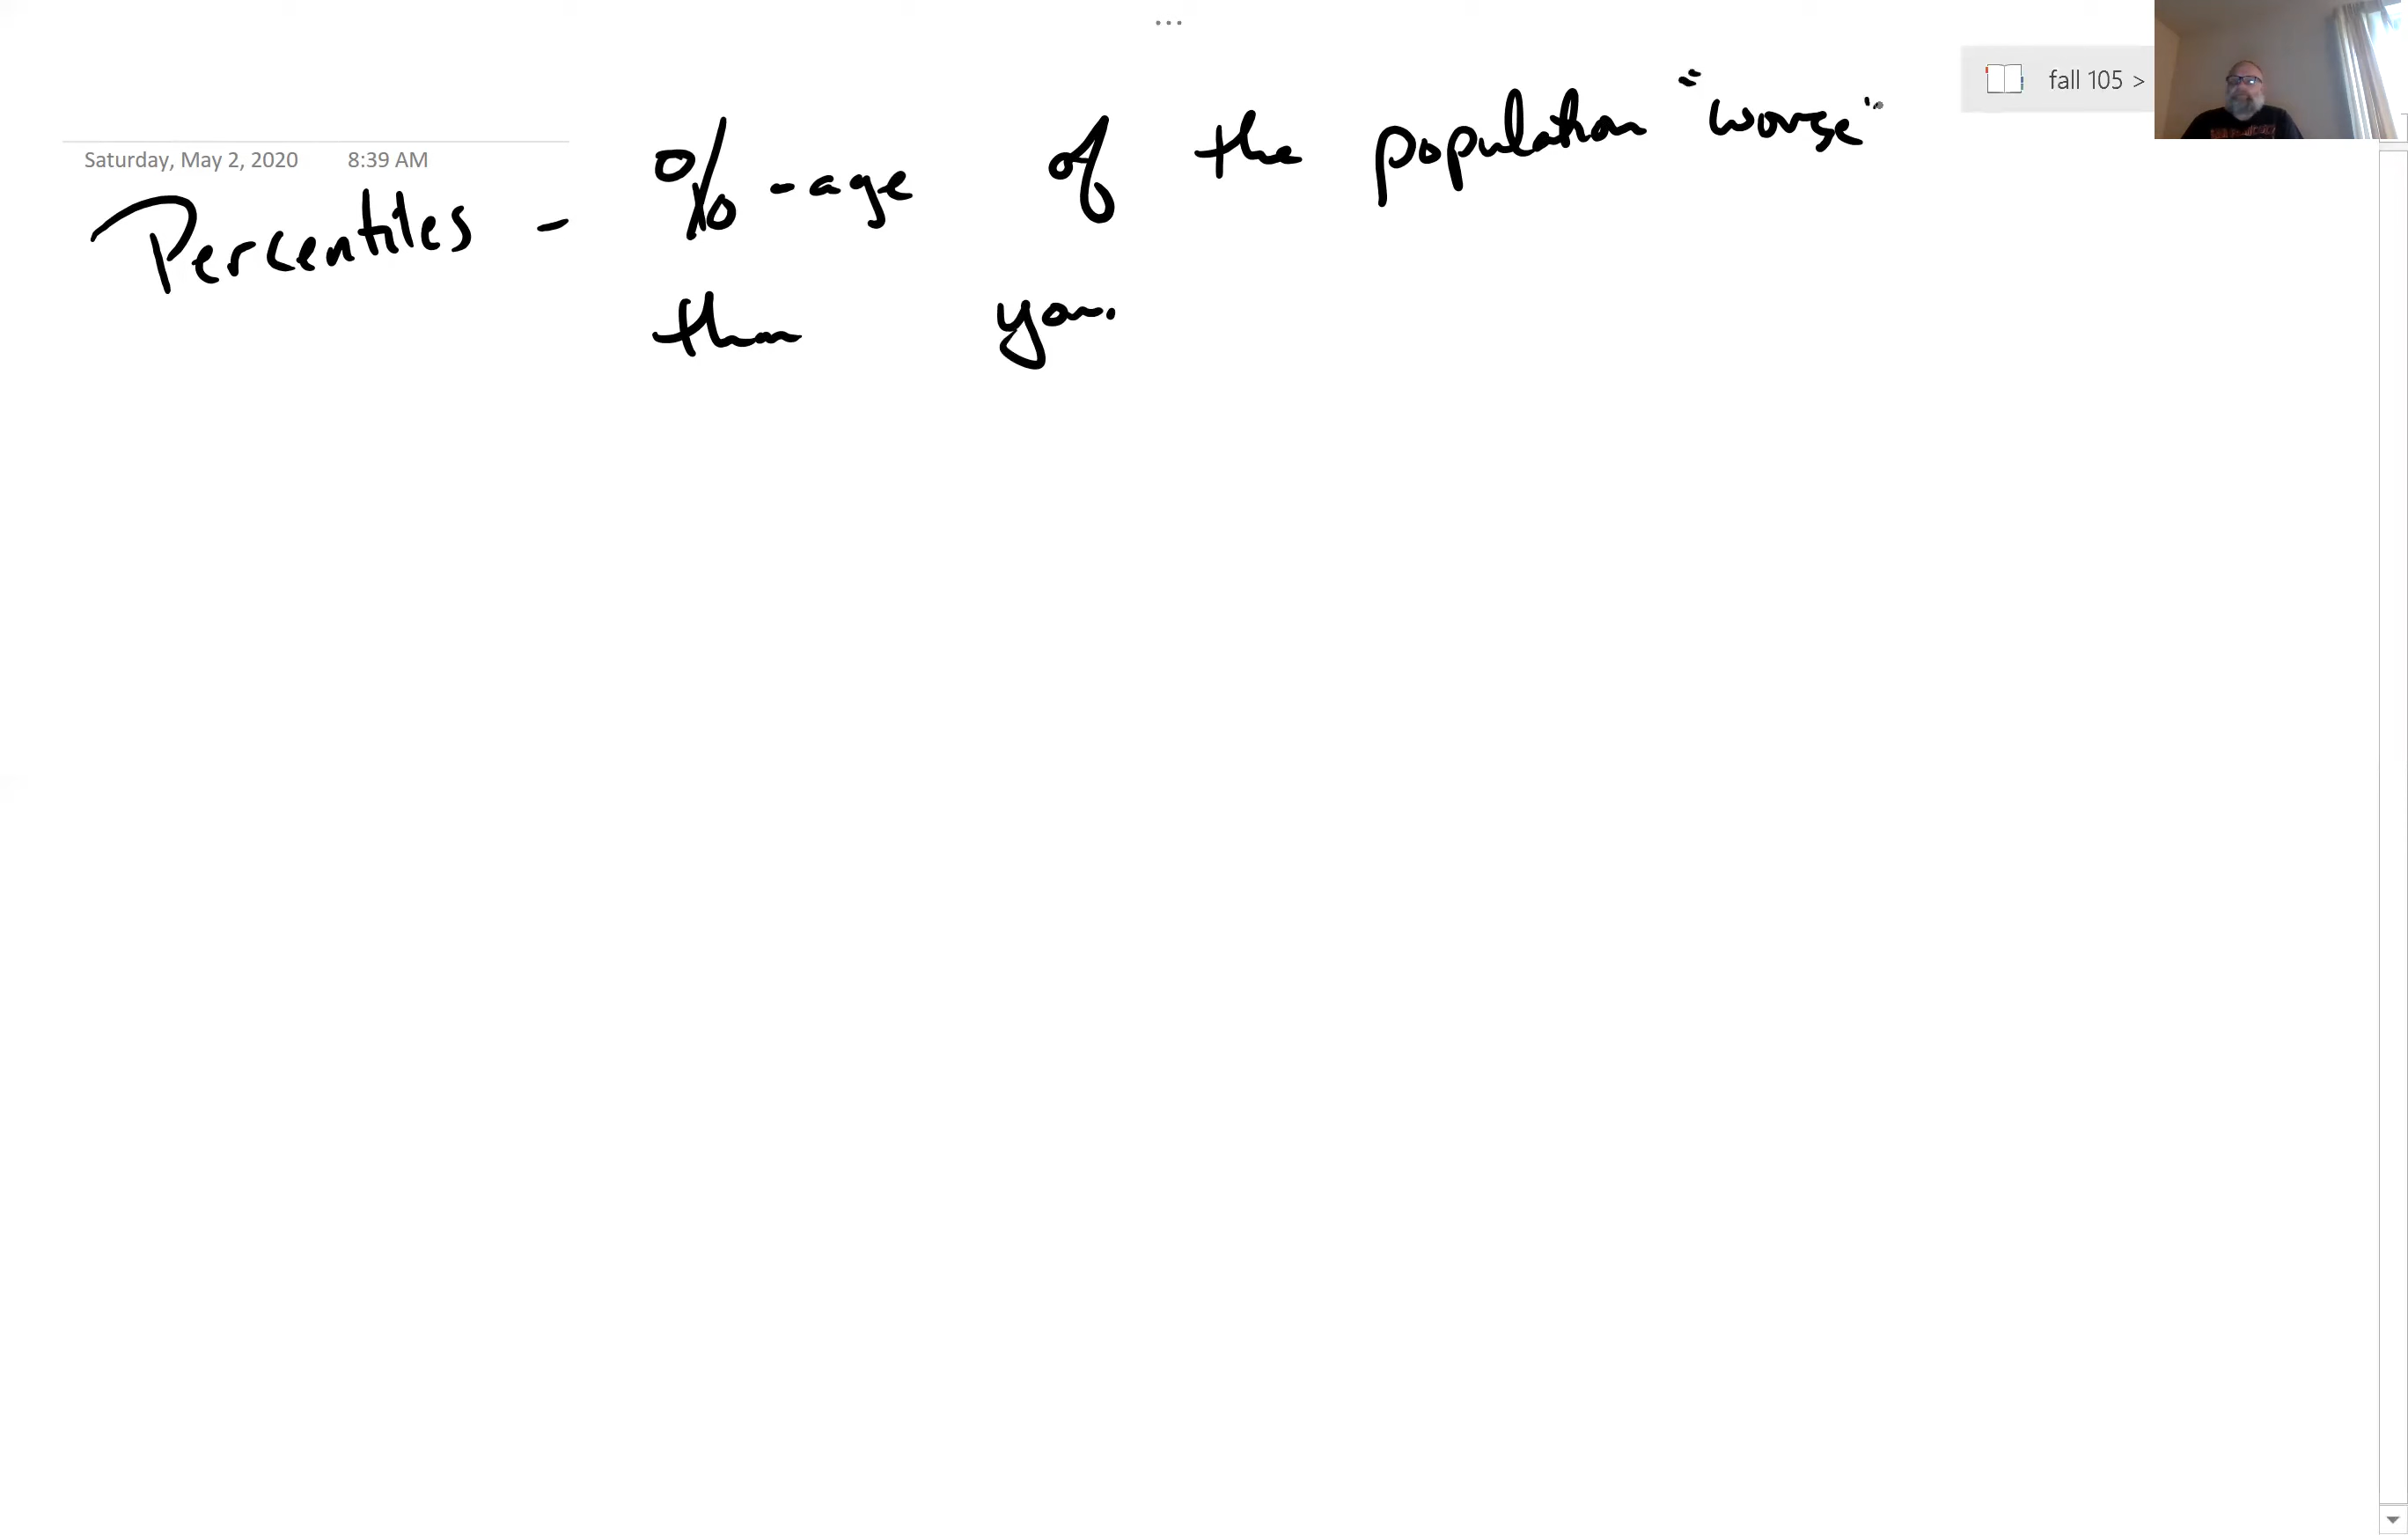 ...
fall 105 >
Saturday, May 2, 2020 8:39 AM
Percentiles - %-age of the population "worse"
than you.